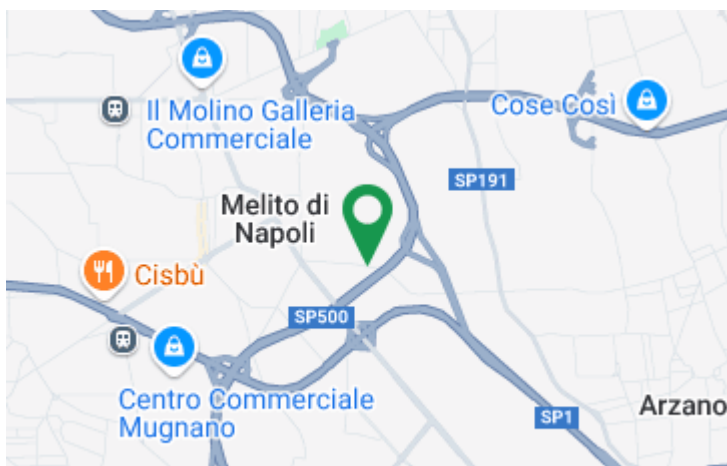 Il Molino Galleria
Commerciale
Cose Così
SP191
Melito di
Napoli
Cisbù
SP500
Centro Commerciale
Mugnano
Arzano
SP1